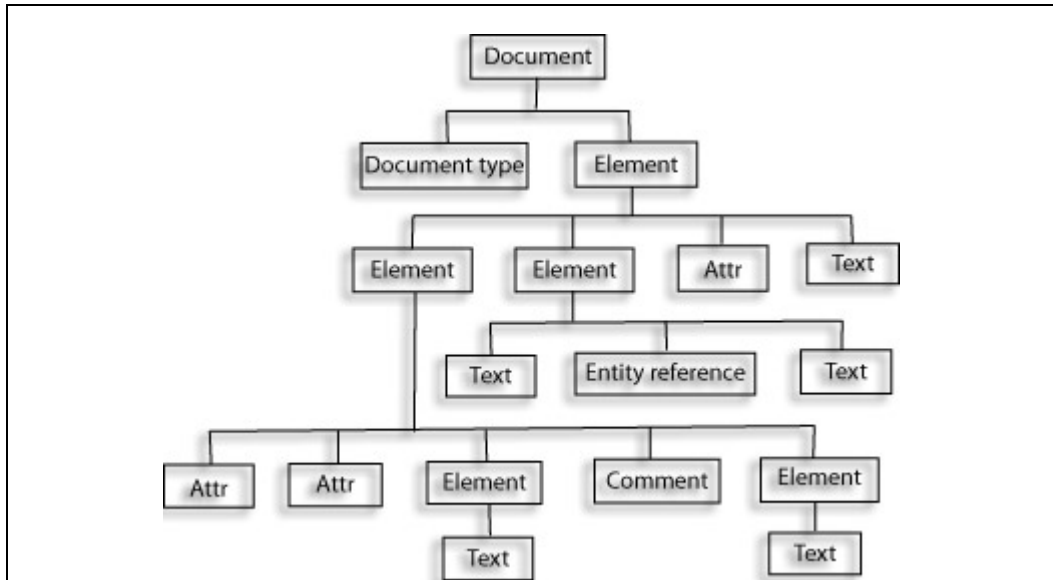 Document
Document type Element
Element Element Attr Text
Text Entity reference Text
Attr Attr Element Comment Element
Text Text